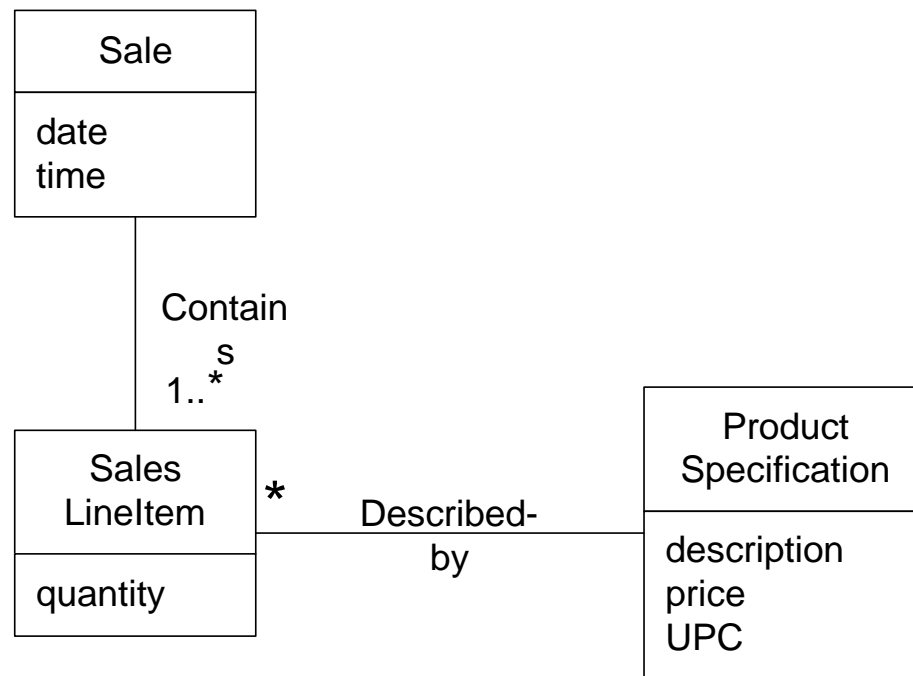 Sale
date
time
Contain
s
1..*
Sales
LineItem
quantity
*
Described-
by
Product
Specification
description
price
UPC